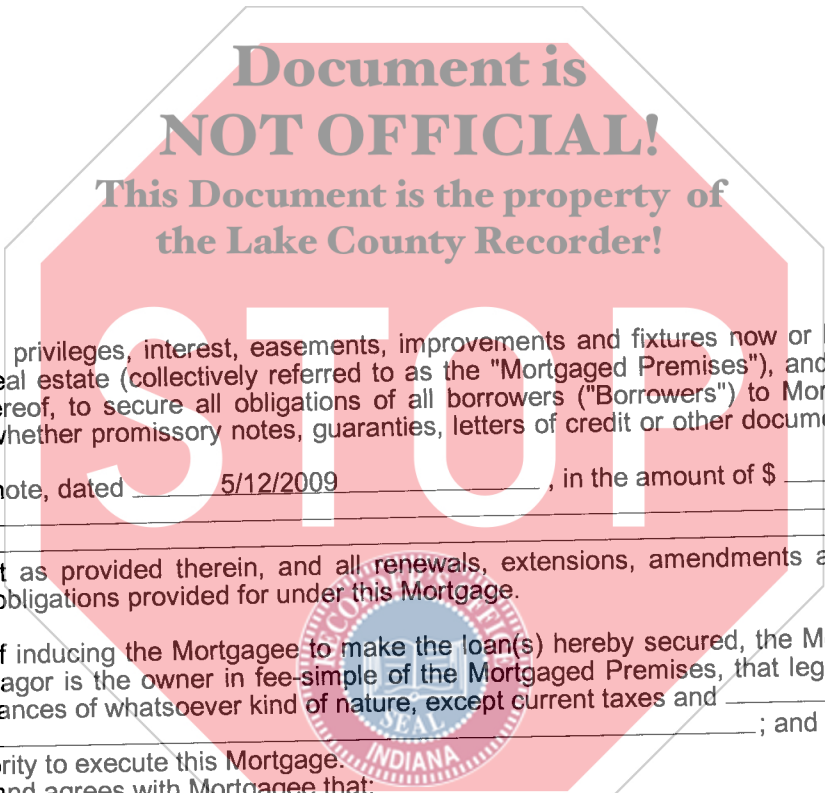 Document is
NOT OFFICIAL!
This Document is the property of
the Lake County Recorder!
STOP
privileges, interest, easements, improvements and fixtures now or
eal estate (collectively referred to as the "Mortgaged Premises"), and
ereof, to secure all obligations of all borrowers ("Borrowers") to Mor
whether promissory notes, guaranties, letters of credit or other docume
note, dated 5/12/2009 , in the amount of $
t as provided therein, and all renewals, extensions, amendments a
obligations provided for under this Mortgage.
f inducing the Mortgagee to make the loan(s) hereby secured, the M
agor is the owner in fee-simple of the Mortgaged Premises, that leg
ances of whatsoever kind of nature, except current taxes and
; and
rity to execute this Mortgage.
and agrees with Mortgagee that:
RECORDER'S OFFICE
SEAL
INDIANA